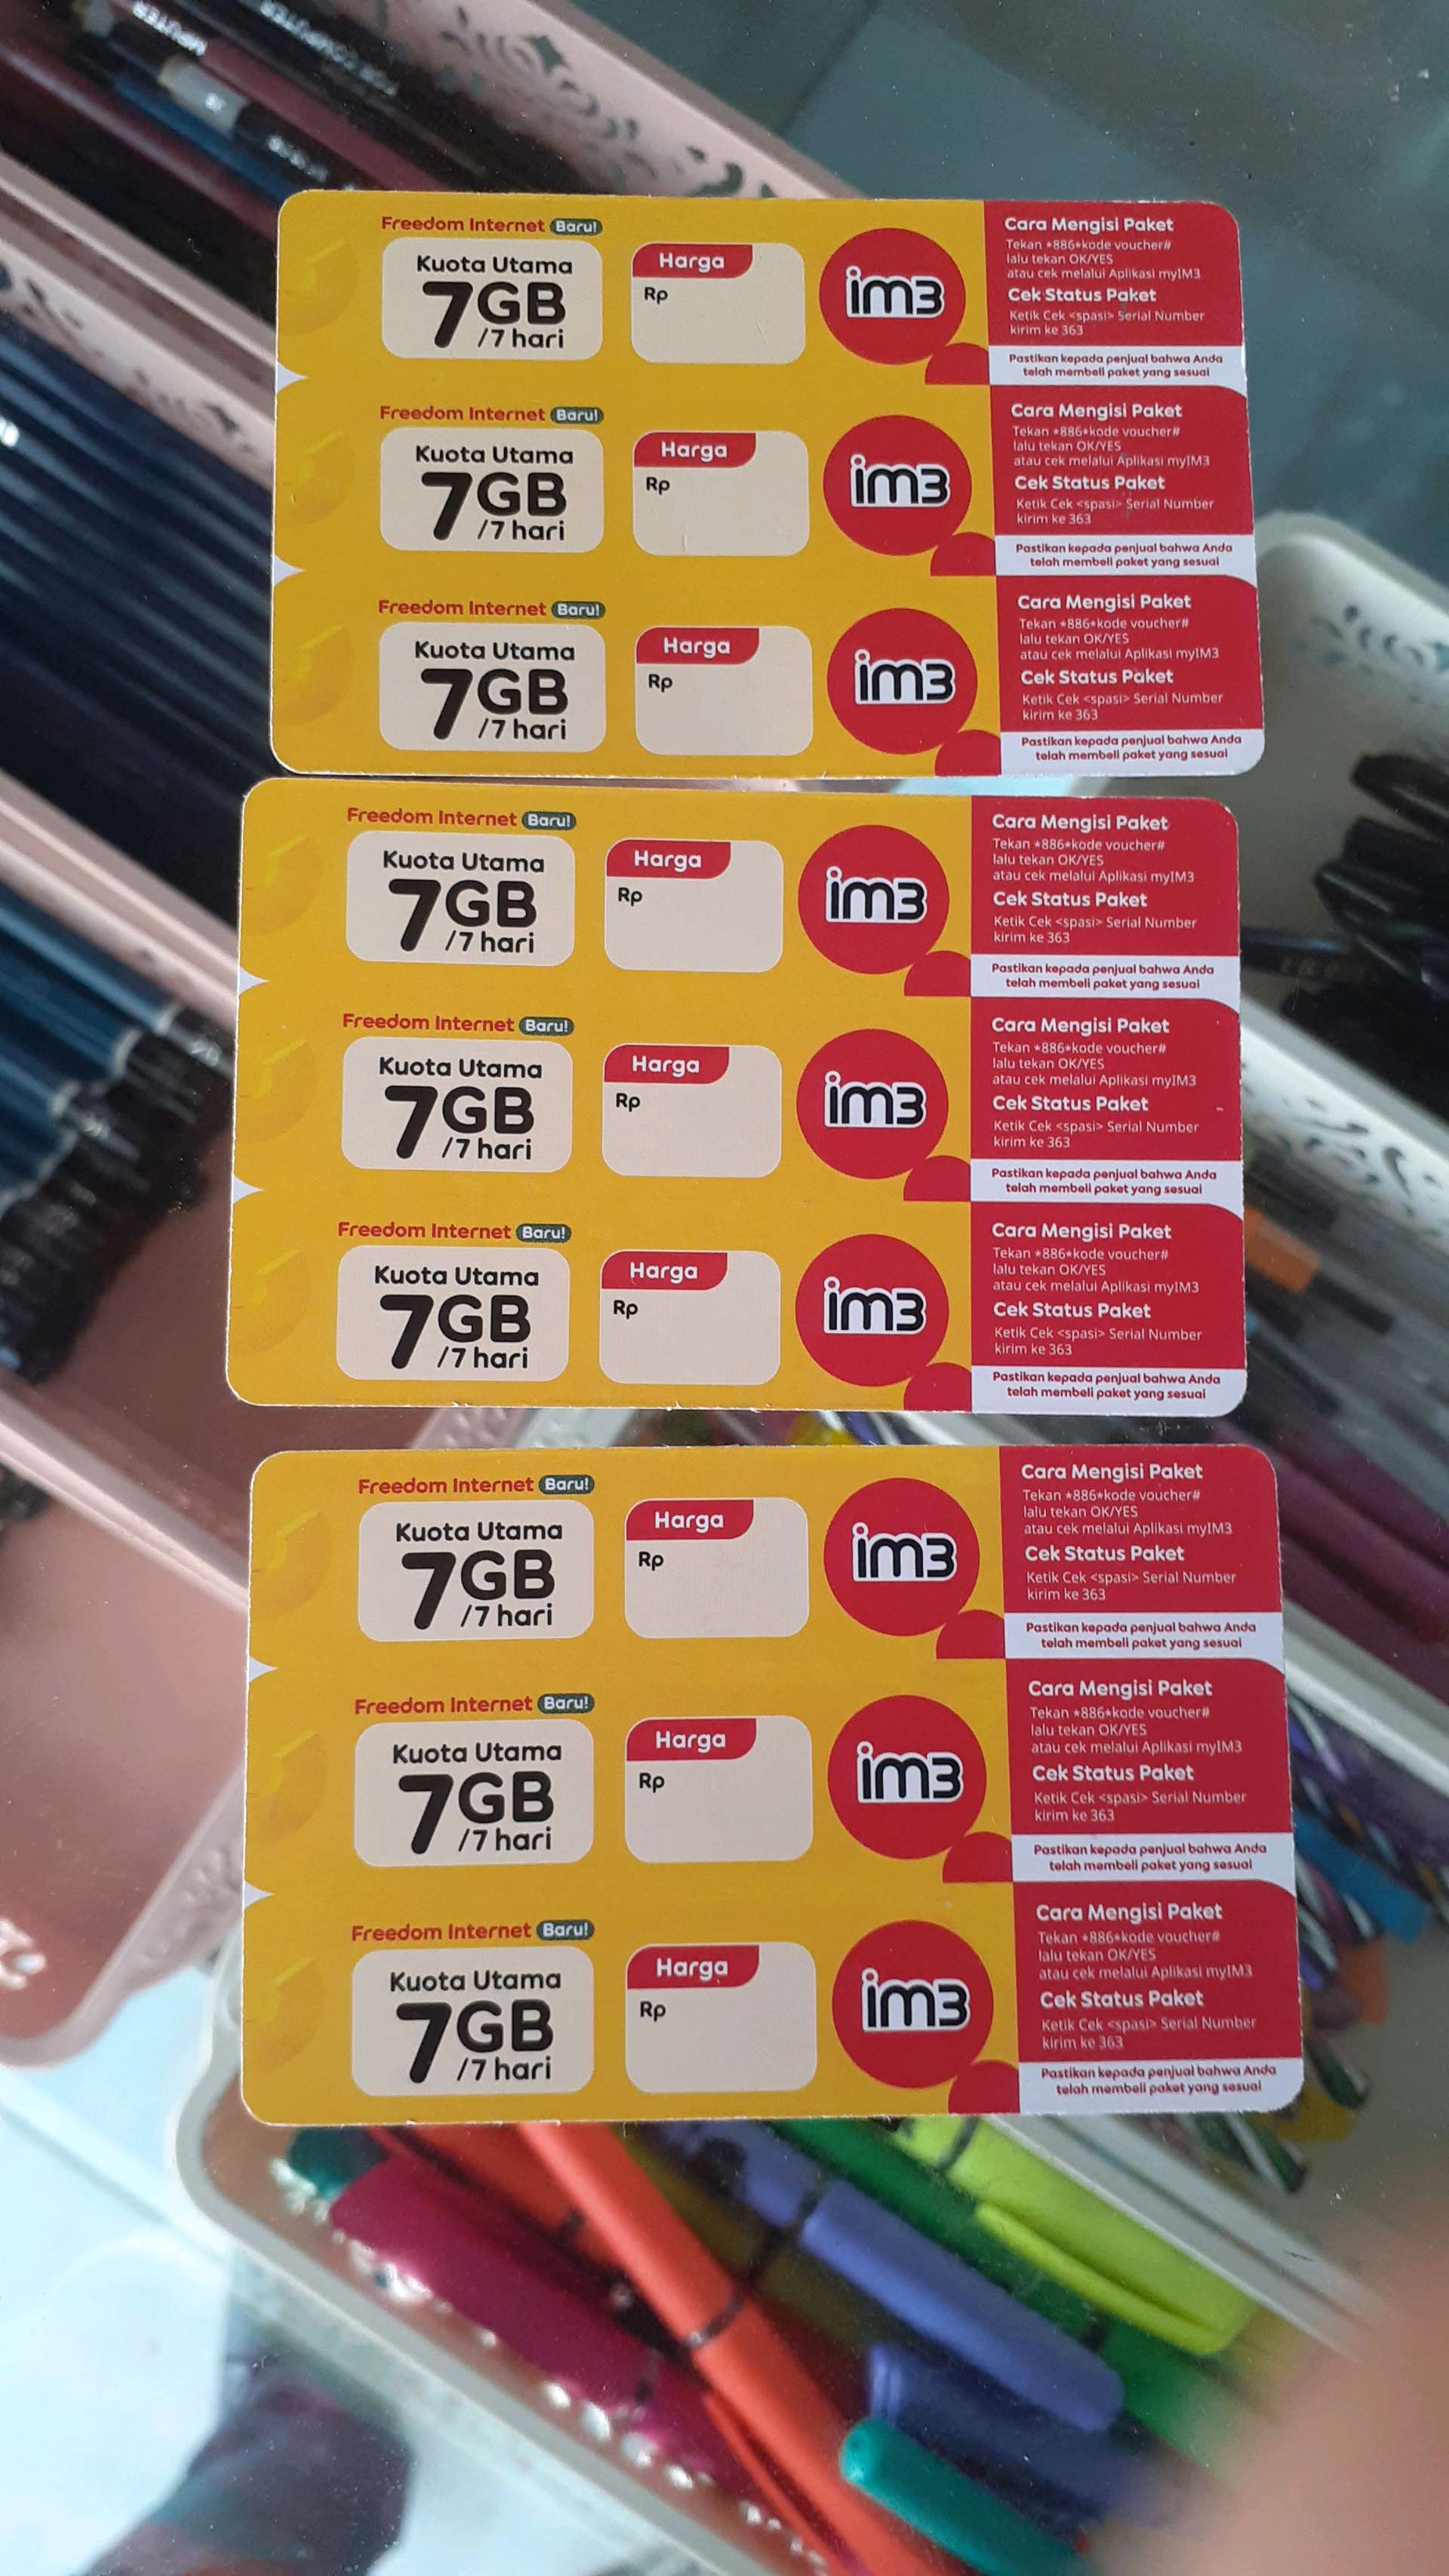 Freedom Internet Baru!
Kuota Utama
7GB
/7 hari
Harga
Rp
im3
Cara Mengisi Paket
Tekan *886*kode voucher#
lalu tekan OK/YES
atau cek melalui Aplikasi myIM3
Cek Status Paket
Ketik Cek <spasi> Serial Number
kirim ke 363
Pastikan kepada penjual bahwa Anda
telah membeli paket yang sesuai
Freedom Internet Baru!
Kuota Utama
7GB
/7 hari
Harga
Rp
im3
Cara Mengisi Paket
Tekan *886*kode voucher#
lalu tekan OK/YES
atau cek melalui Aplikasi myIM3
Cek Status Paket
Ketik Cek <spasi> Serial Number
kirim ke 363
Pastikan kepada penjual bahwa Anda
telah membeli paket yang sesuai
Freedom Internet Baru!
Kuota Utama
7GB
/7 hari
Harga
Rp
im3
Cara Mengisi Paket
Tekan *886*kode voucher#
lalu tekan OK/YES
atau cek melalui Aplikasi myIM3
Cek Status Paket
Ketik Cek <spasi> Serial Number
kirim ke 363
Pastikan kepada penjual bahwa Anda
telah membeli paket yang sesuai
Freedom Internet Baru!
Kuota Utama
7GB
/7 hari
Harga
Rp
im3
Cara Mengisi Paket
Tekan *886*kode voucher#
lalu tekan OK/YES
atau cek melalui Aplikasi myIM3
Cek Status Paket
Ketik Cek <spasi> Serial Number
kirim ke 363
Pastikan kepada penjual bahwa Anda
telah membeli paket yang sesuai
Freedom Internet Baru!
Kuota Utama
7GB
/7 hari
Harga
Rp
im3
Cara Mengisi Paket
Tekan *886*kode voucher#
lalu tekan OK/YES
atau cek melalui Aplikasi myIM3
Cek Status Paket
Ketik Cek <spasi> Serial Number
kirim ke 363
Pastikan kepada penjual bahwa Anda
telah membeli paket yang sesuai
Freedom Internet Baru!
Kuota Utama
7GB
/7 hari
Harga
Rp
im3
Cara Mengisi Paket
Tekan *886*kode voucher#
lalu tekan OK/YES
atau cek melalui Aplikasi myIM3
Cek Status Paket
Ketik Cek <spasi> Serial Number
kirim ke 363
Pastikan kepada penjual bahwa Anda
telah membeli paket yang sesuai
Freedom Internet Baru!
Kuota Utama
7GB
/7 hari
Harga
Rp
im3
Cara Mengisi Paket
Tekan *886*kode voucher#
lalu tekan OK/YES
atau cek melalui Aplikasi myIM3
Cek Status Paket
Ketik Cek <spasi> Serial Number
kirim ke 363
Pastikan kepada penjual bahwa Anda
telah membeli paket yang sesuai
Freedom Internet Baru!
Kuota Utama
7GB
/7 hari
Harga
Rp
im3
Cara Mengisi Paket
Tekan *886*kode voucher#
lalu tekan OK/YES
atau cek melalui Aplikasi myIM3
Cek Status Paket
Ketik Cek <spasi> Serial Number
kirim ke 363
Pastikan kepada penjual bahwa Anda
telah membeli paket yang sesuai
Freedom Internet Baru!
Kuota Utama
7GB
/7 hari
Harga
Rp
im3
Cara Mengisi Paket
Tekan *886*kode voucher#
lalu tekan OK/YES
atau cek melalui Aplikasi myIM3
Cek Status Paket
Ketik Cek <spasi> Serial Number
kirim ke 363
Pastikan kepada penjual bahwa Anda
telah membeli paket yang sesuai